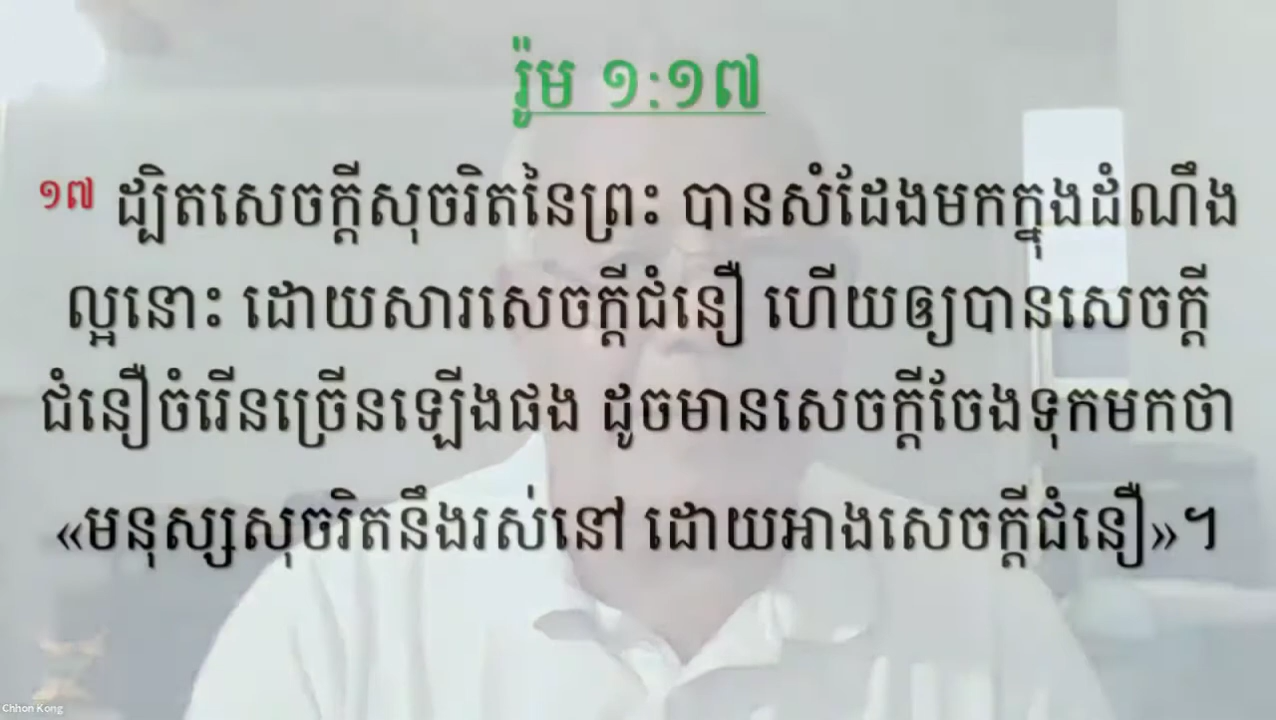 រ៉ូម ១:១៧
១៧ ដ្បិតសេចក្តីសុចរិតនៃព្រះ បានសំដែងមកក្នុងដំណឹង
ល្អនោះ ដោយសារសេចក្តីជំនឿ ហើយឲ្យបានសេចក្តី
ជំនឿចំរើនច្រើនឡើងផង ដូចមានសេចក្តីចែងទុកមកថា
«មនុស្សសុចរិតនឹងរស់នៅ ដោយអាងសេចក្តីជំនឿ»។
Chhon Kong